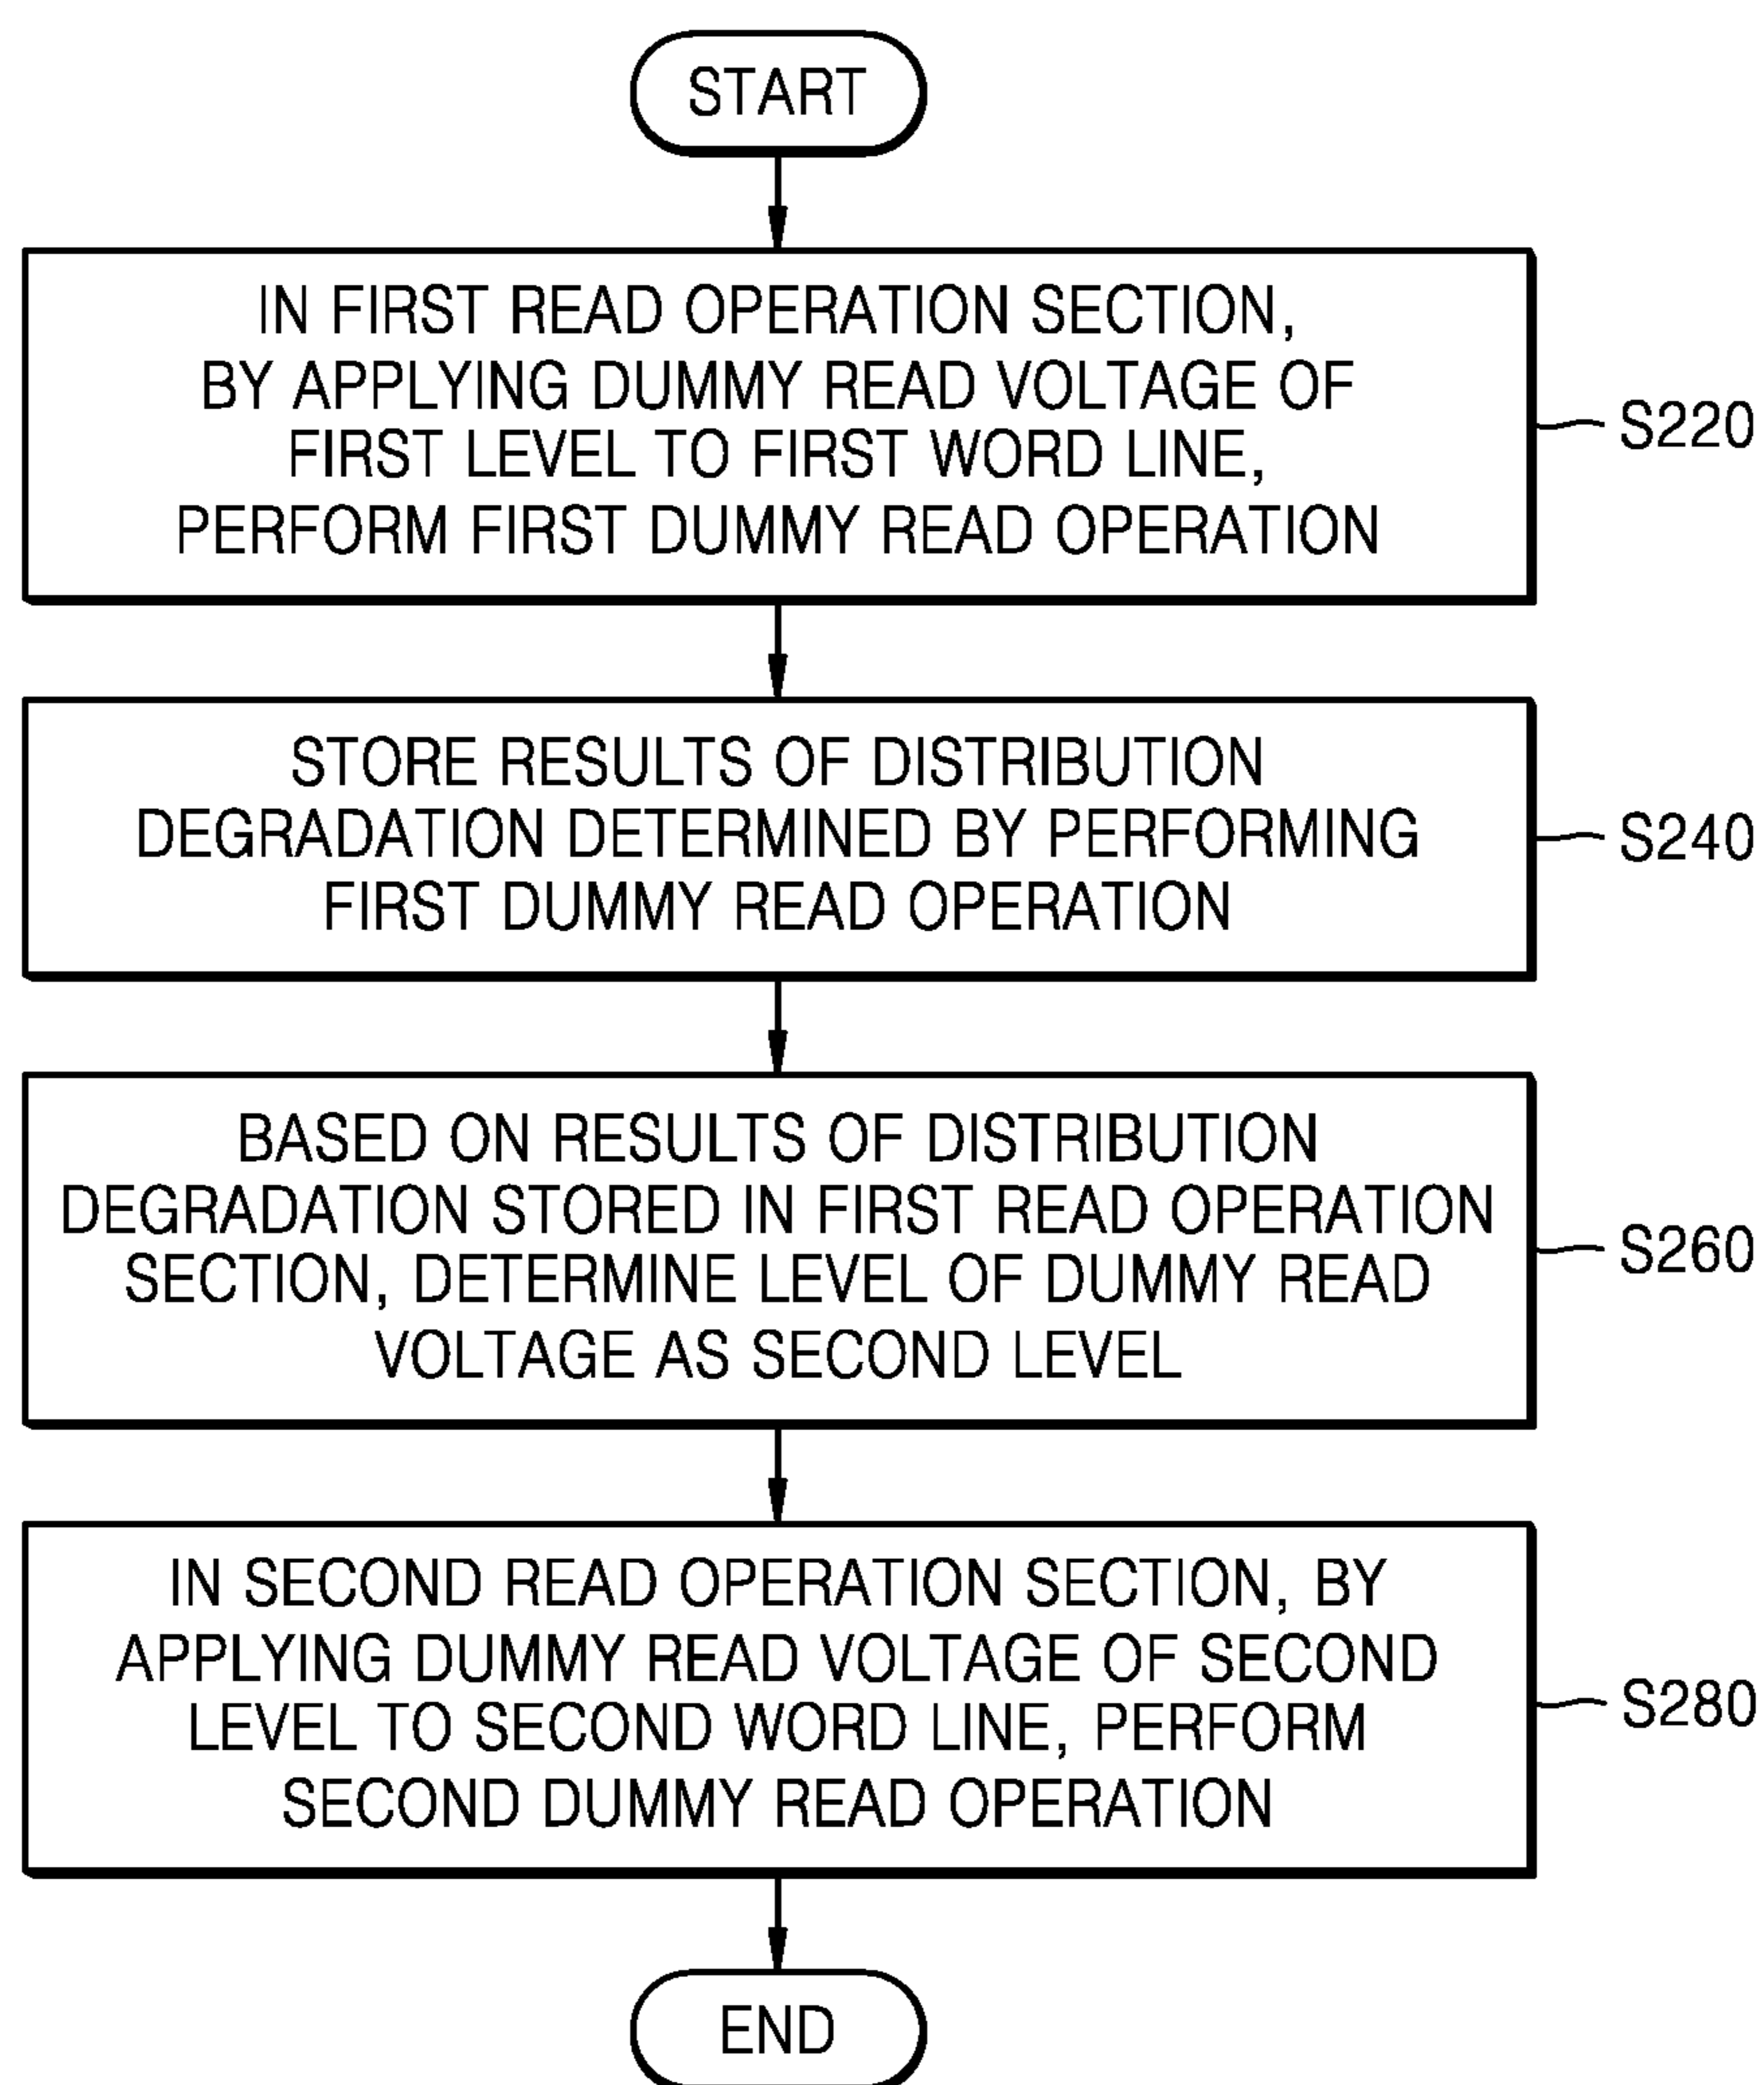 START
IN FIRST READ OPERATION SECTION,
BY APPLYING DUMMY READ VOLTAGE OF
FIRST LEVEL TO FIRST WORD LINE,
PERFORM FIRST DUMMY READ OPERATION
S220
STORE RESULTS OF DISTRIBUTION
DEGRADATION DETERMINED BY PERFORMING
FIRST DUMMY READ OPERATION
S240
BASED ON RESULTS OF DISTRIBUTION
DEGRADATION STORED IN FIRST READ OPERATION
SECTION, DETERMINE LEVEL OF DUMMY READ
VOLTAGE AS SECOND LEVEL
S260
IN SECOND READ OPERATION SECTION, BY
APPLYING DUMMY READ VOLTAGE OF SECOND
LEVEL TO SECOND WORD LINE, PERFORM
SECOND DUMMY READ OPERATION
S280
END